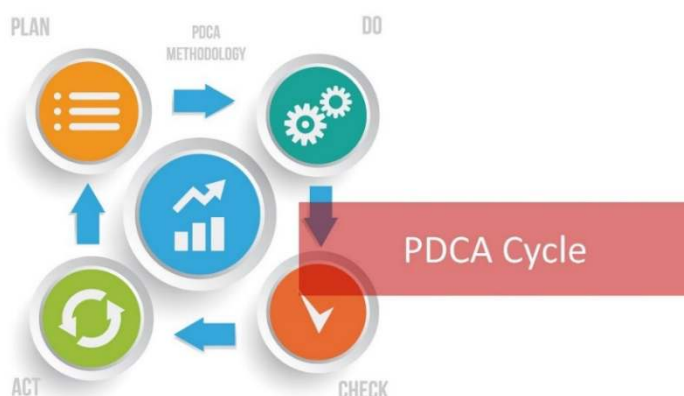 PLAN
PDCA
METHODOLOGY
DO
PDCA Cycle
ACT
CHECK